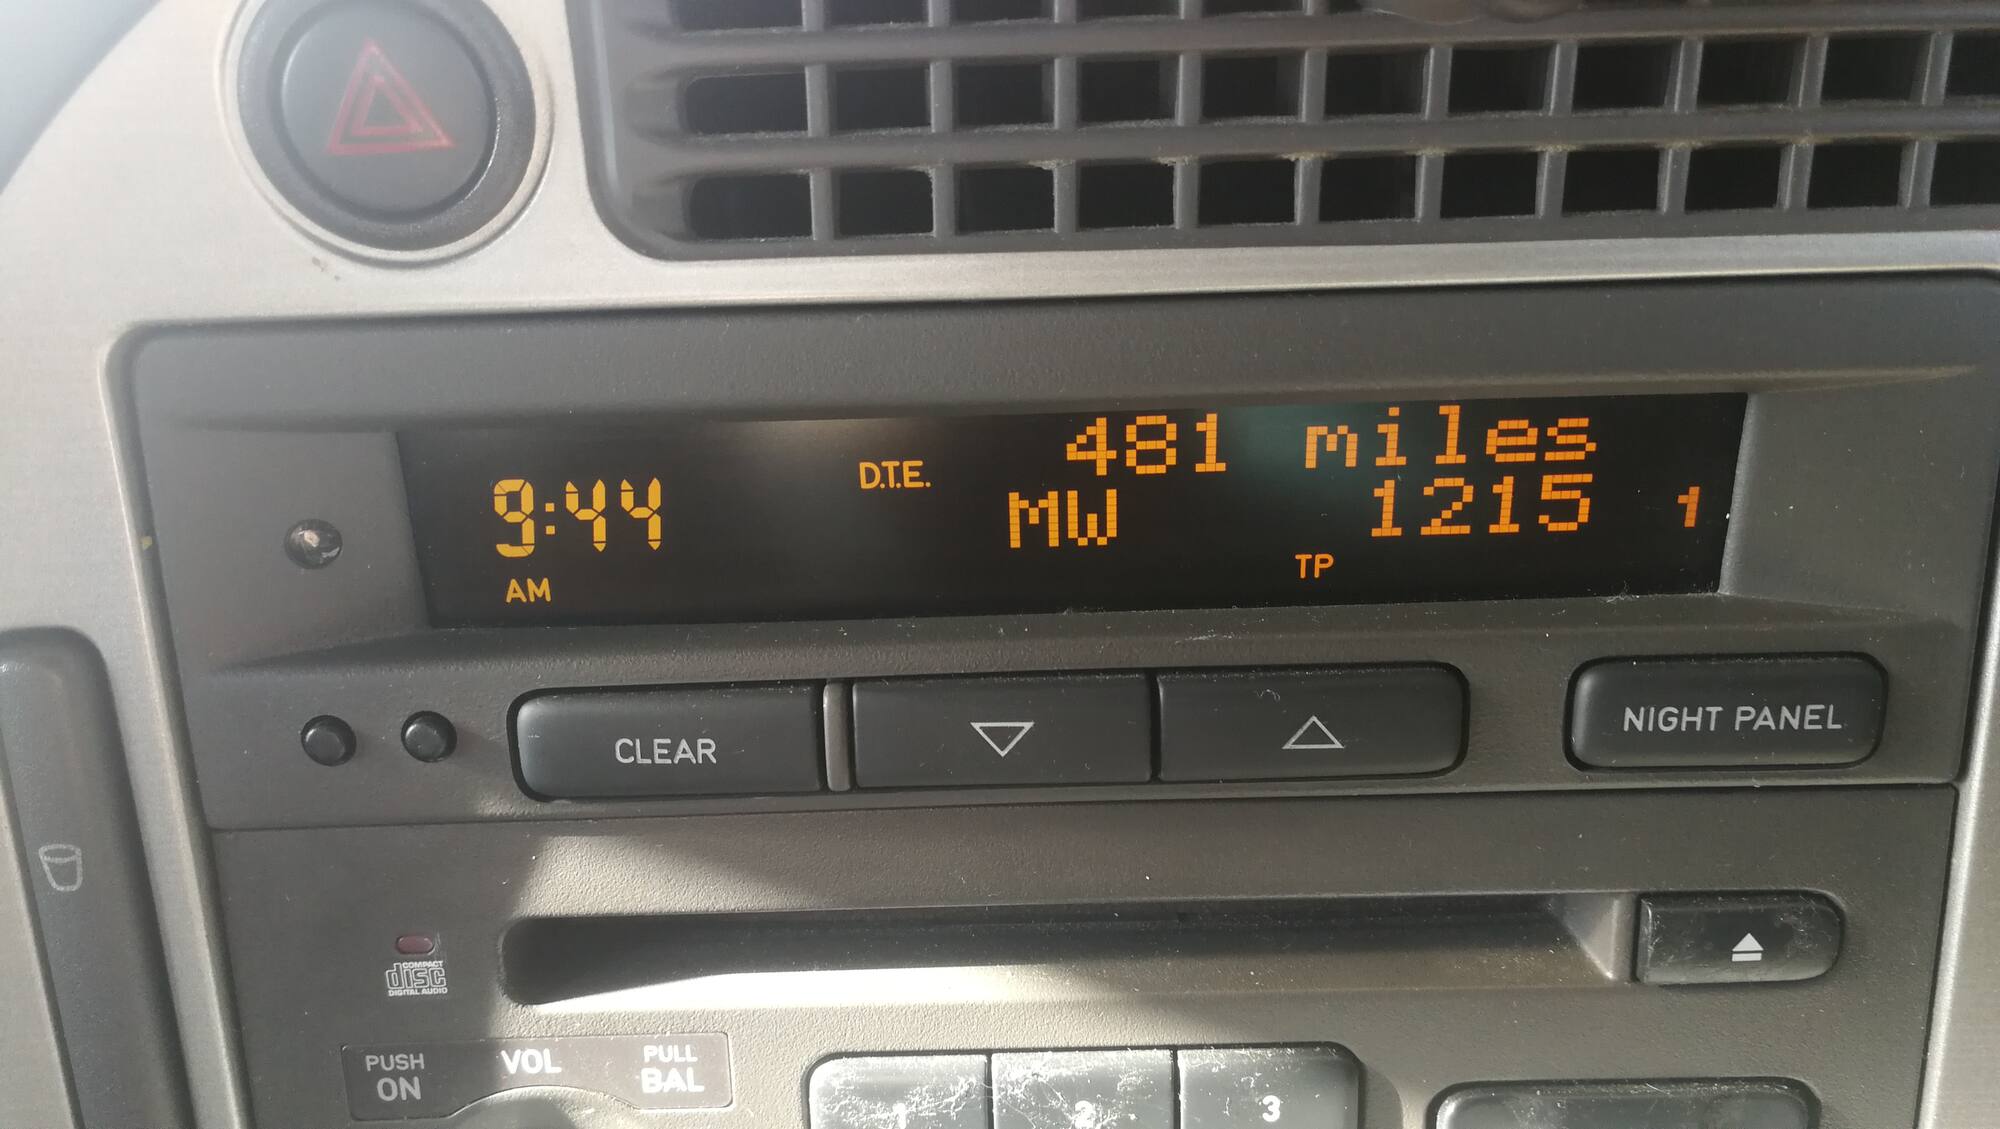 481 miles
D.T.E.
9:44
MW 1215 1
TP
AM
CLEAR
NIGHT PANEL
COMPACT
disc
DIGITAL AUDIO
PUSH ON
VOL
PULL BAL
1 2 3